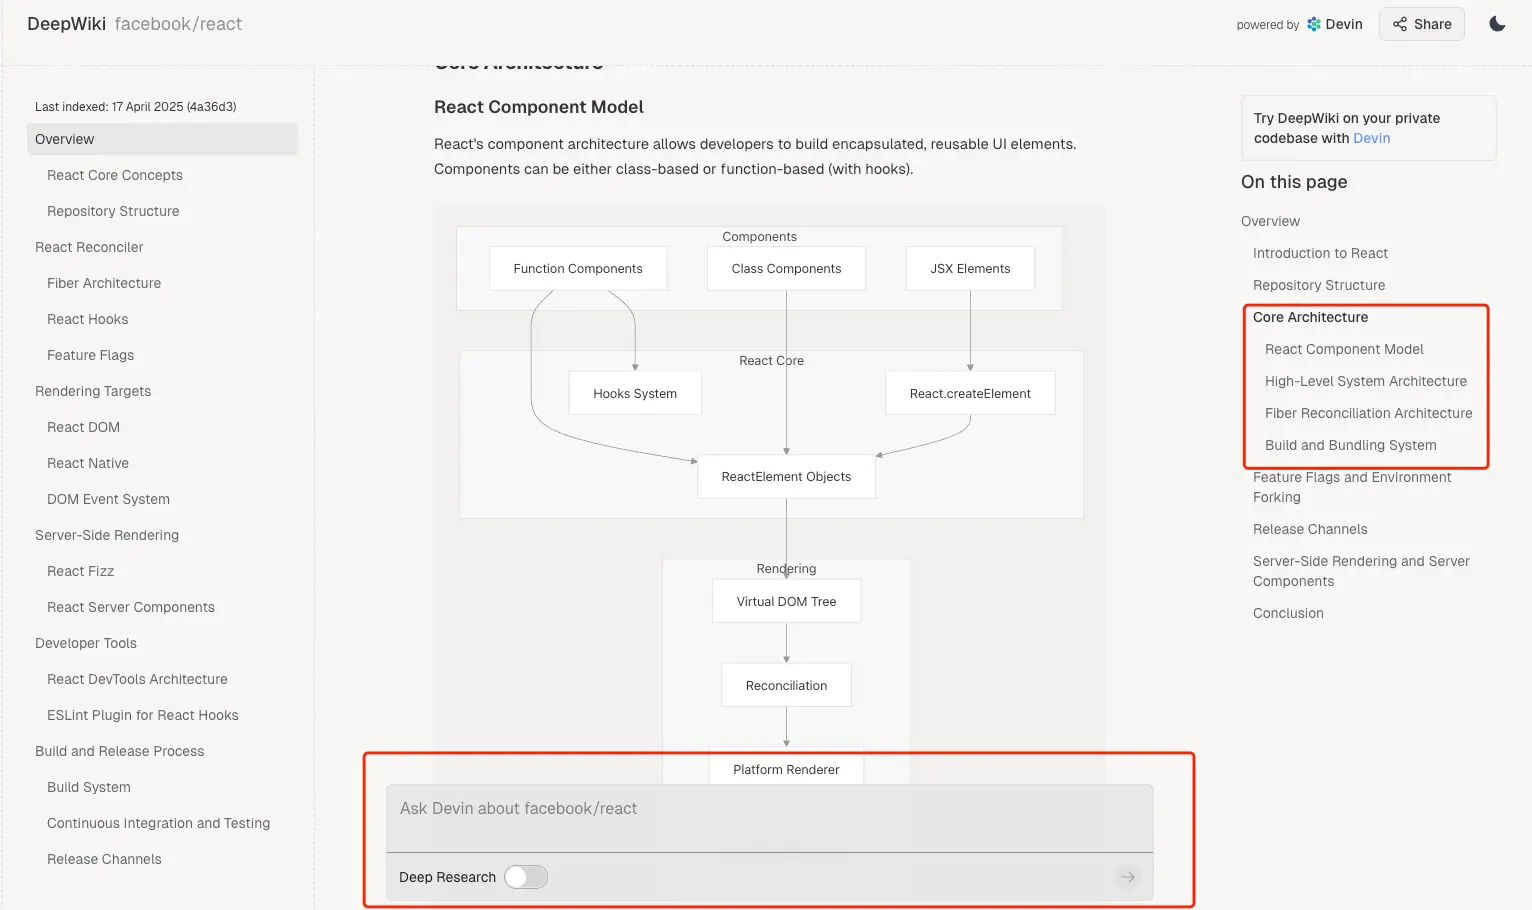 DeepWiki facebook/react
powered by Devin
Share
Last indexed: 17 April 2025 (4a36d3)
Overview
React Core Concepts
Repository Structure
React Reconciler
Fiber Architecture
React Hooks
Feature Flags
Rendering Targets
React DOM
React Native
DOM Event System
Server-Side Rendering
React Fizz
React Server Components
Developer Tools
React DevTools Architecture
ESLint Plugin for React Hooks
Build and Release Process
Build System
Continuous Integration and Testing
Release Channels
Core Architecture
React Component Model
React's component architecture allows developers to build encapsulated, reusable UI elements.
Components can be either class-based or function-based (with hooks).
Components
Function Components
Class Components
JSX Elements
React Core
Hooks System
React.createElement
ReactElement Objects
Rendering
Virtual DOM Tree
Reconciliation
Platform Renderer
Ask Devin about facebook/react
Deep Research
Try DeepWiki on your private
codebase with Devin
On this page
Overview
Introduction to React
Repository Structure
Core Architecture
React Component Model
High-Level System Architecture
Fiber Reconciliation Architecture
Build and Bundling System
Feature Flags and Environment
Forking
Release Channels
Server-Side Rendering and Server
Components
Conclusion